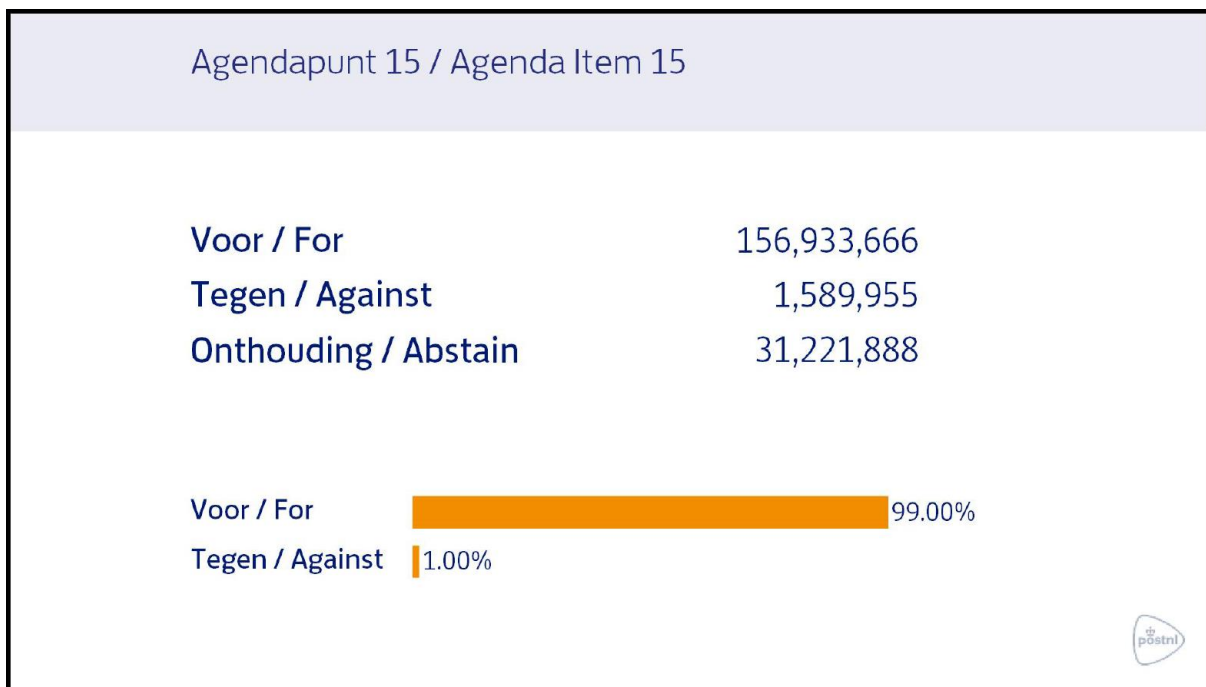 Agendapunt 15 / Agenda Item 15
Voor / For 156,933,666
Tegen / Against 1,589,955
Onthouding / Abstain 31,221,888
Voor / For 99.00%
Tegen / Against 1.00%
postnl